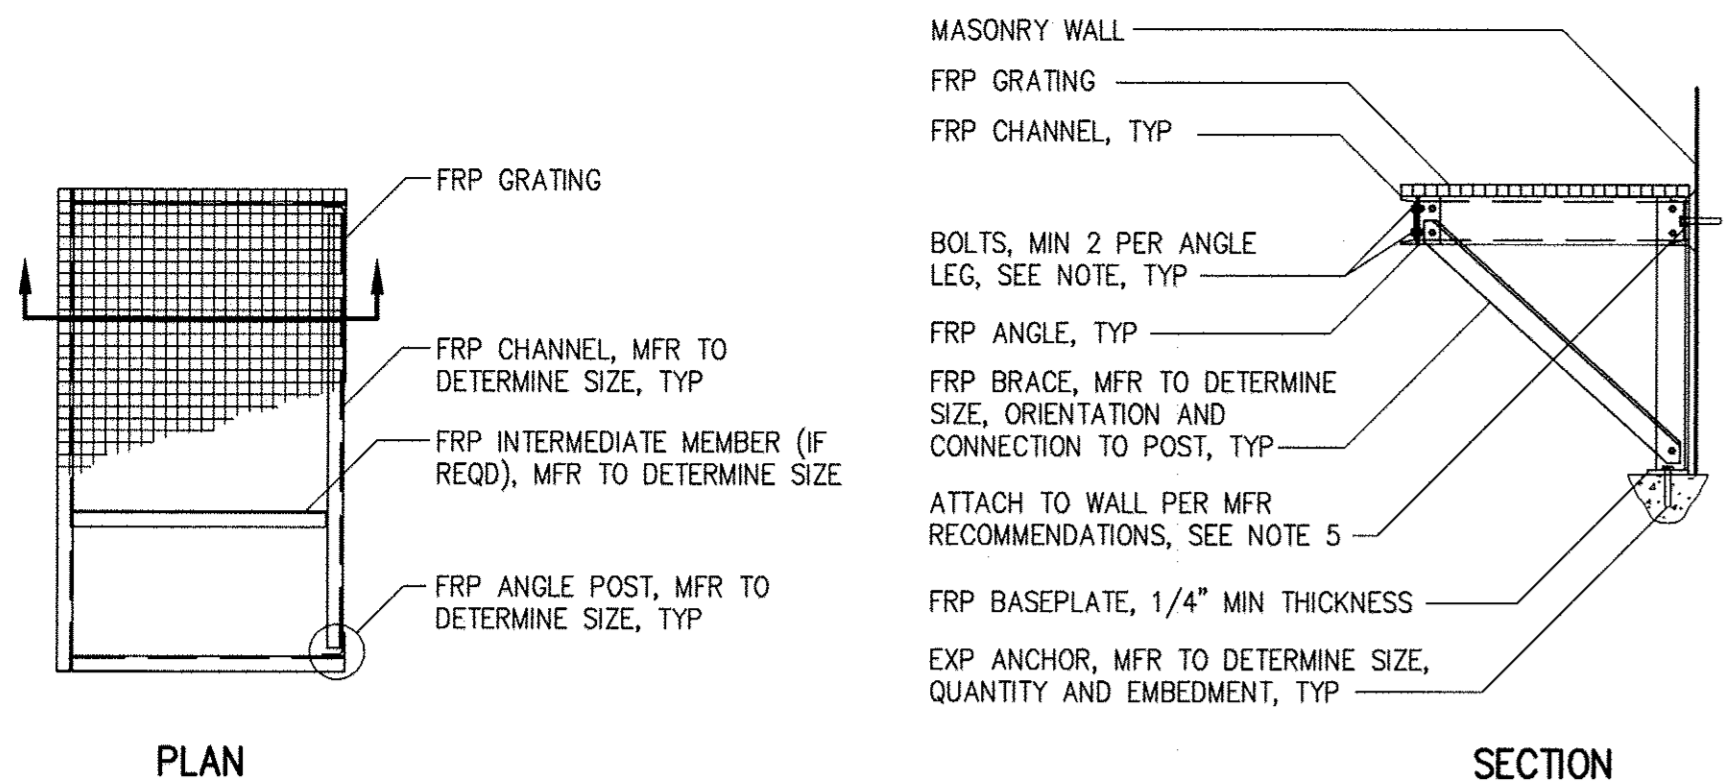 FRP GRATING
FRP CHANNEL, MFR TO
DETERMINE SIZE, TYP
FRP INTERMEDIATE MEMBER (IF
REQD), MFR TO DETERMINE SIZE
FRP ANGLE POST, MFR TO
DETERMINE SIZE, TYP
PLAN
MASONRY WALL
FRP GRATING
FRP CHANNEL, TYP
BOLTS, MIN 2 PER ANGLE
LEG, SEE NOTE, TYP
FRP ANGLE, TYP
FRP BRACE, MFR TO DETERMINE
SIZE, ORIENTATION AND
CONNECTION TO POST, TYP
ATTACH TO WALL PER MFR
RECOMMENDATIONS, SEE NOTE 5
FRP BASEPLATE, 1/4" MIN THICKNESS
EXP ANCHOR, MFR TO DETERMINE SIZE,
QUANTITY AND EMBEDMENT, TYP
SECTION